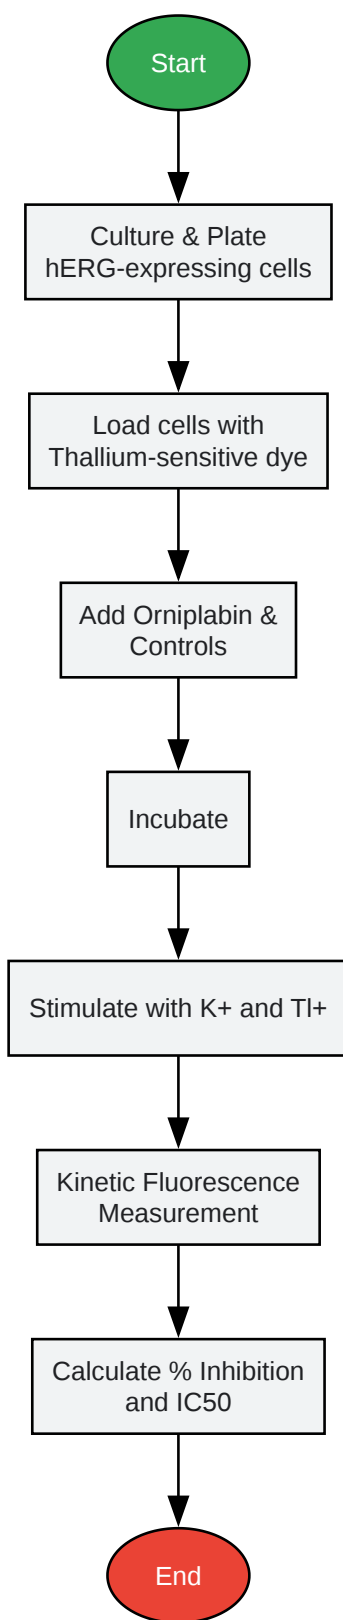 Start
Culture & Plate
hERG-expressing cells
Load cells with
Thallium-sensitive dye
Add Orniplabin &
Controls
Incubate
Stimulate with K+ and Tl+
Kinetic Fluorescence
Measurement
Calculate % Inhibition
and IC50
End